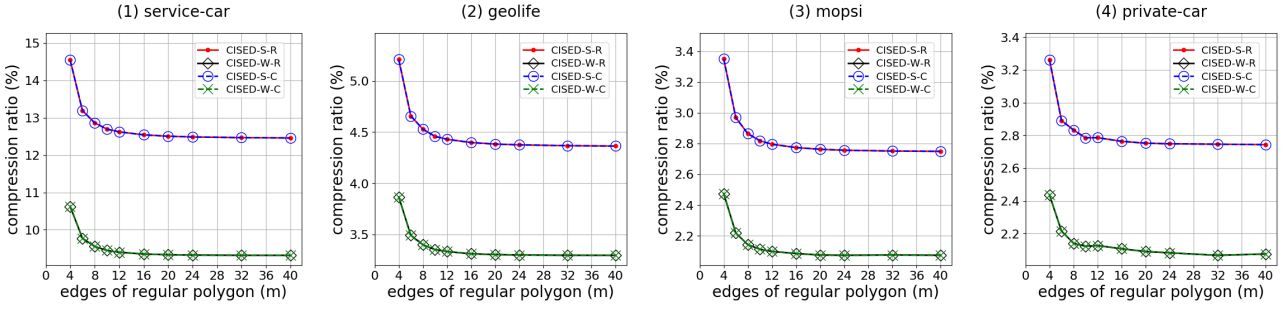 (1) service-car
15
14
13
12
11
10
0 4 8 12 16 20 24 28 32 36 40
compression ratio (%)
edges of regular polygon (m)
CISED-S-R
CISED-W-R
CISED-S-C
CISED-W-C
(2) geolife
5.0
4.5
4.0
3.5
0 4 8 12 16 20 24 28 32 36 40
compression ratio (%)
edges of regular polygon (m)
CISED-S-R
CISED-W-R
CISED-S-C
CISED-W-C
(3) mopsi
3.4
3.2
3.0
2.8
2.6
2.4
2.2
0 4 8 12 16 20 24 28 32 36 40
compression ratio (%)
edges of regular polygon (m)
CISED-S-R
CISED-W-R
CISED-S-C
CISED-W-C
(4) private-car
3.4
3.2
3.0
2.8
2.6
2.4
2.2
0 4 8 12 16 20 24 28 32 36 40
compression ratio (%)
edges of regular polygon (m)
CISED-S-R
CISED-W-R
CISED-S-C
CISED-W-C